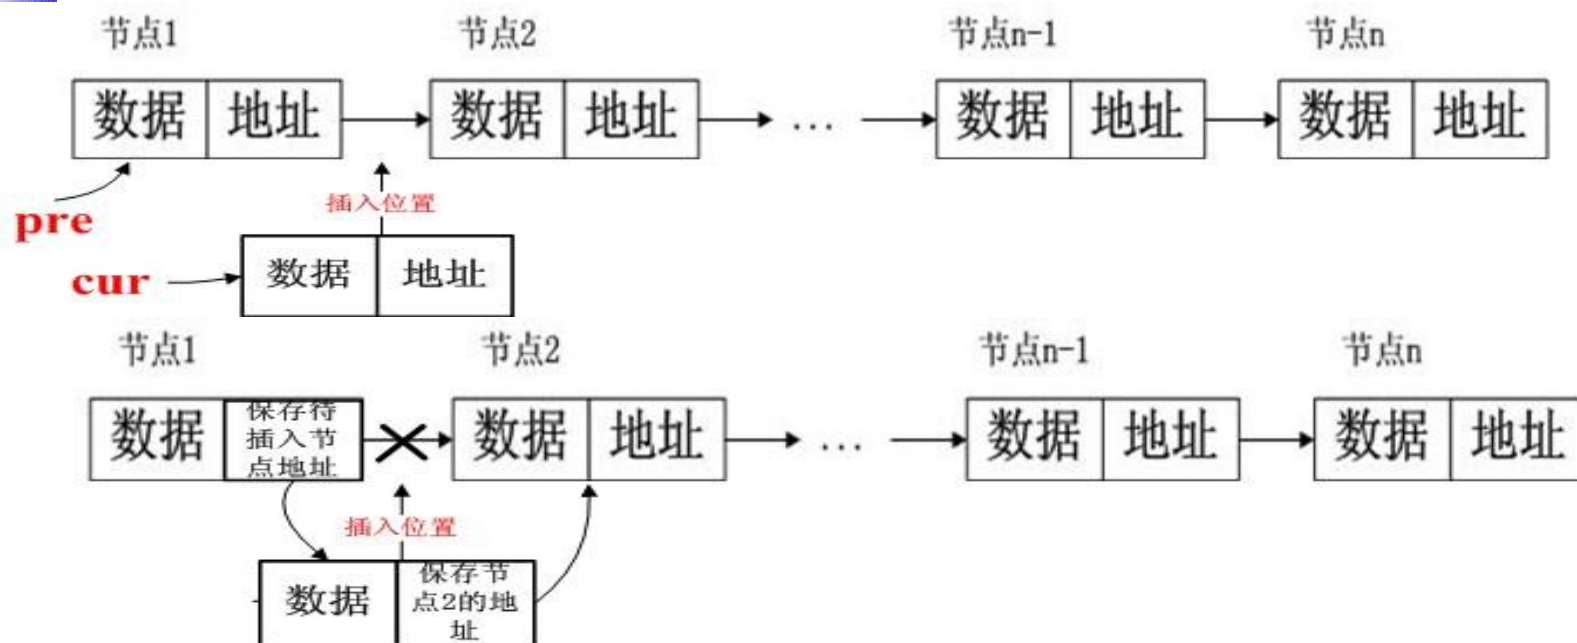 节点1 节点2 节点n-1 节点n
数据 地址 数据 地址 ... 数据 地址 数据 地址
插入位置
pre
cur 数据 地址
节点1 节点2 节点n-1 节点n
数据 保存待 数据 地址 ... 数据 地址 数据 地址
插入节
点地址
插入位置
数据 保存节
点2的地
址